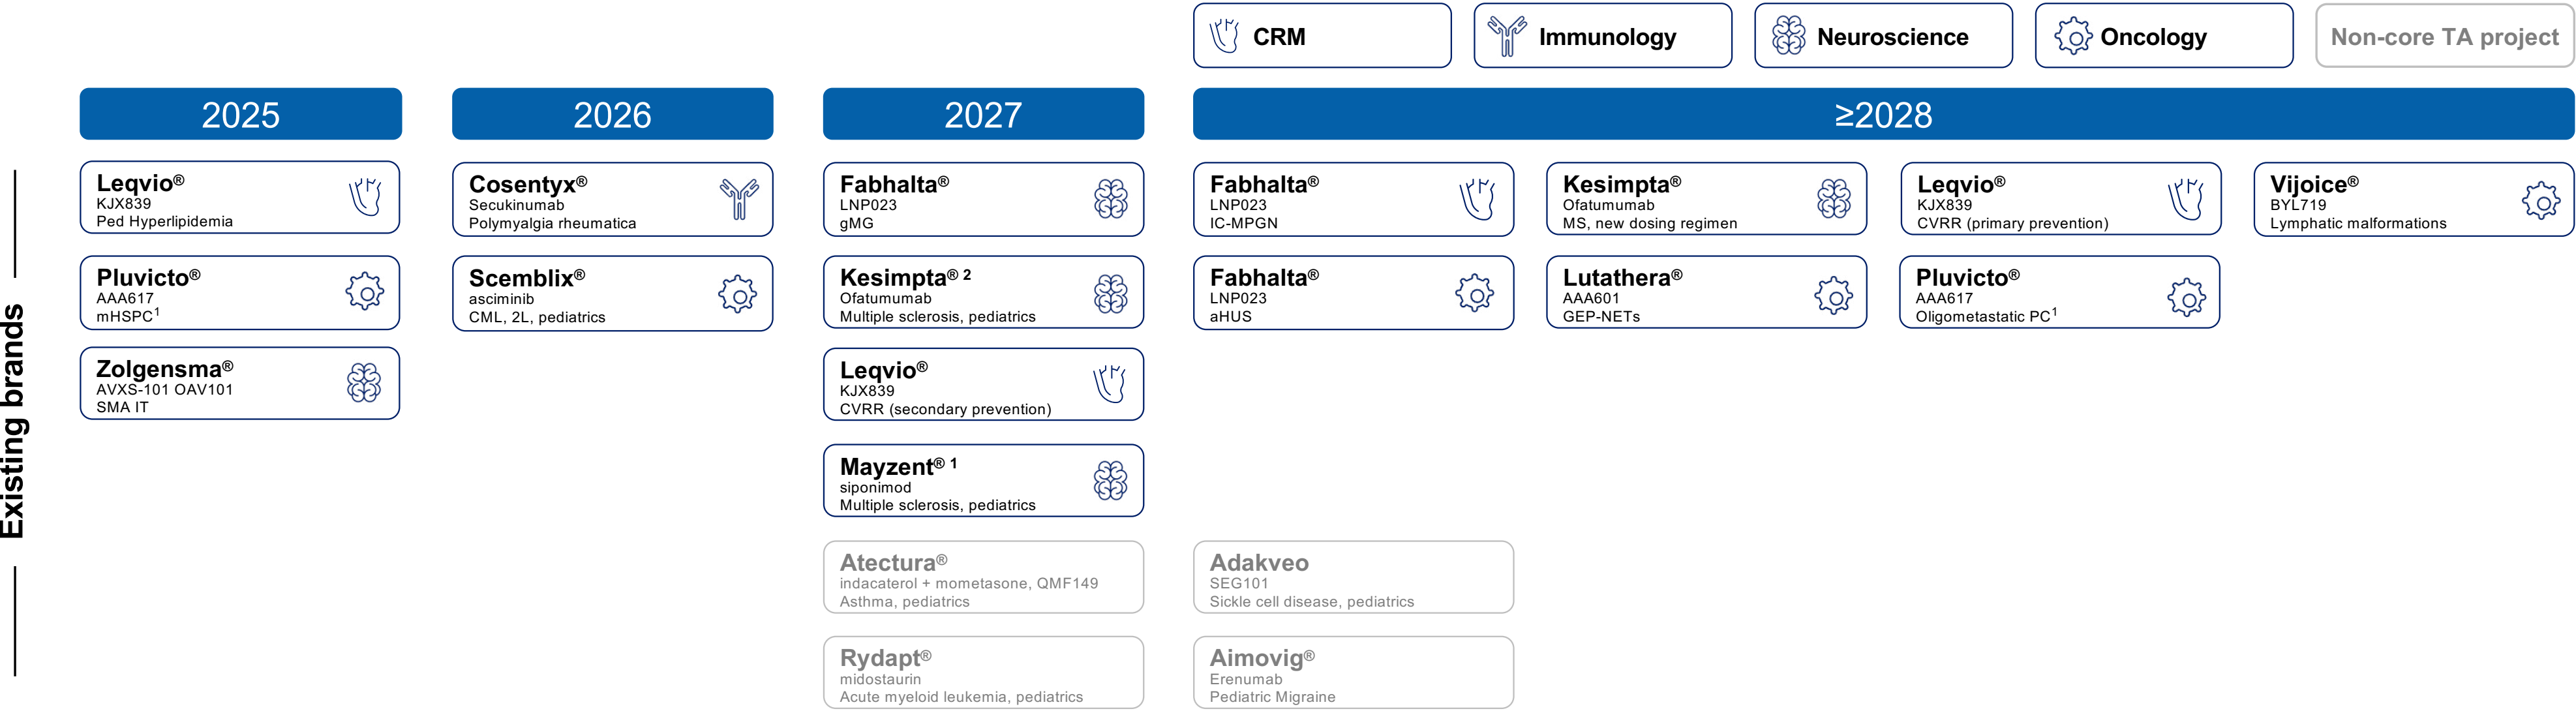 CRM
Immunology
Neuroscience
Oncology
Non-core TA project
2025
2026
2027
≥2028
Existing brands
Leqvio®
KJX839
Ped Hyperlipidemia
Pluvicto®
AAA617
mHSPC1
Zolgensma®
AVXS-101 OAV101
SMA IT
Cosentyx®
Secukinumab
Polymyalgia rheumatica
Scemblix®
asciminib
CML, 2L, pediatrics
Fabhalta®
LNP023
gMG
Kesimpta® 2
Ofatumumab
Multiple sclerosis, pediatrics
Leqvio®
KJX839
CVRR (secondary prevention)
Mayzent® 1
siponimod
Multiple sclerosis, pediatrics
Atectura®
indacaterol + mometasone, QMF149
Asthma, pediatrics
Rydapt®
midostaurin
Acute myeloid leukemia, pediatrics
Fabhalta®
LNP023
IC-MPGN
Fabhalta®
LNP023
aHUS
Adakveo
SEG101
Sickle cell disease, pediatrics
Aimovig®
Erenumab
Pediatric Migraine
Kesimpta®
Ofatumumab
MS, new dosing regimen
Lutathera®
AAA601
GEP-NETs
Leqvio®
KJX839
CVRR (primary prevention)
Pluvicto®
AAA617
Oligometastatic PC1
Vijoice®
BYL719
Lymphatic malformations